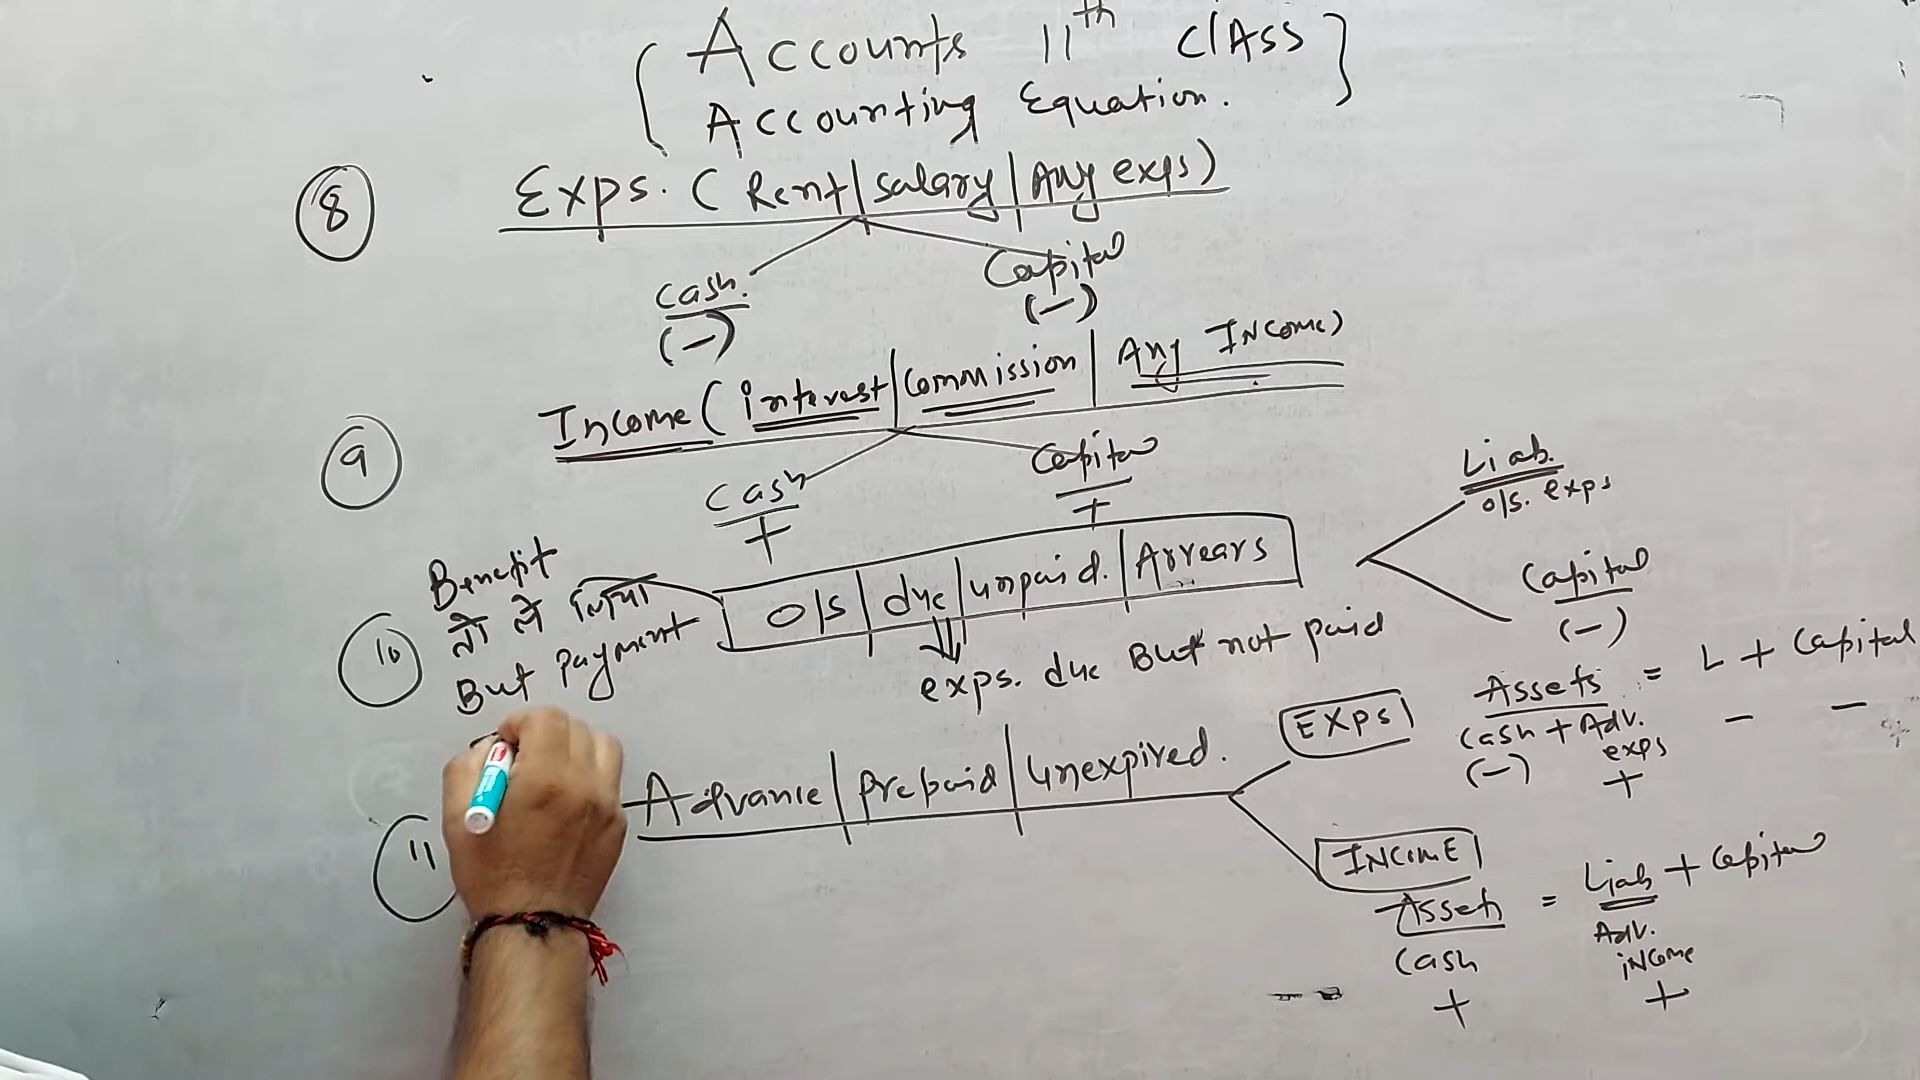 ( Accounts 11th ClASS )
Accounting Equation.
8 Exps. ( Rent | Salary | Any exps )
Cash. Capital
(-) (-)
9 Income ( interest | Commission | Any INCome )
Cash Capital
+ +
Liab.
o/s. exps
10 Benefit
तो ले लिया
But payment
O/S | due | unpaid. | Arrears
exps. due But not paid
Capital
(-)
11 Advance | Prepaid | Unexpired.
EXPS
Assets = L + Capital
Cash + Adv. exps - -
(-) +
INComE
Assets = Liab + Capital
Cash Adv. iNCome
+ +